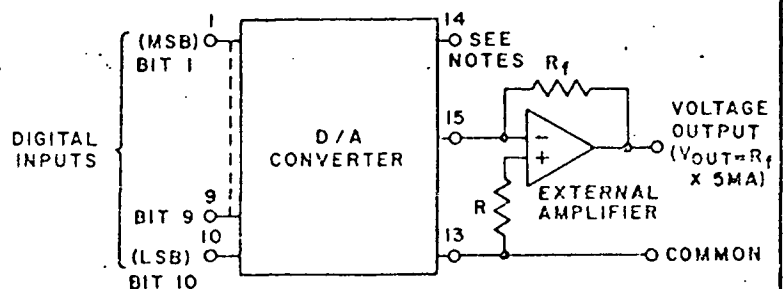 1
(MSB)
BIT 1
DIGITAL
INPUTS
9
BIT 9
10
(LSB)
BIT 10
D/A
CONVERTER
14
SEE
NOTES
Rf
15
-
+
R
EXTERNAL
AMPLIFIER
13
VOLTAGE
OUTPUT
(VOUT=Rf
X 5MA)
COMMON